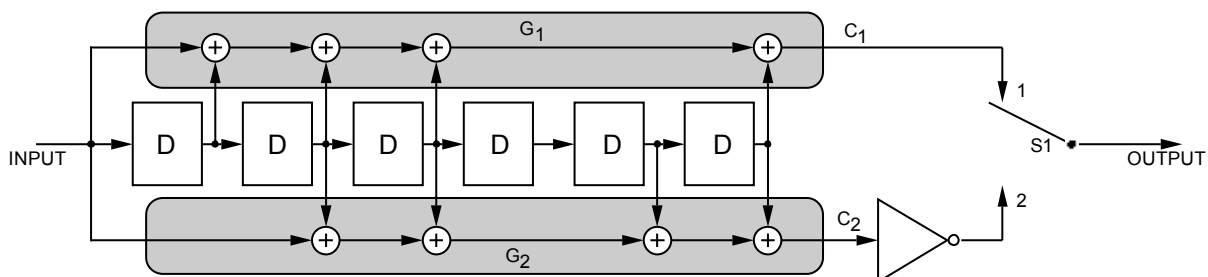 G1
C1
+ + + +
1
D D D D D D
INPUT
S1
OUTPUT
2
+ + + +
C2
G2